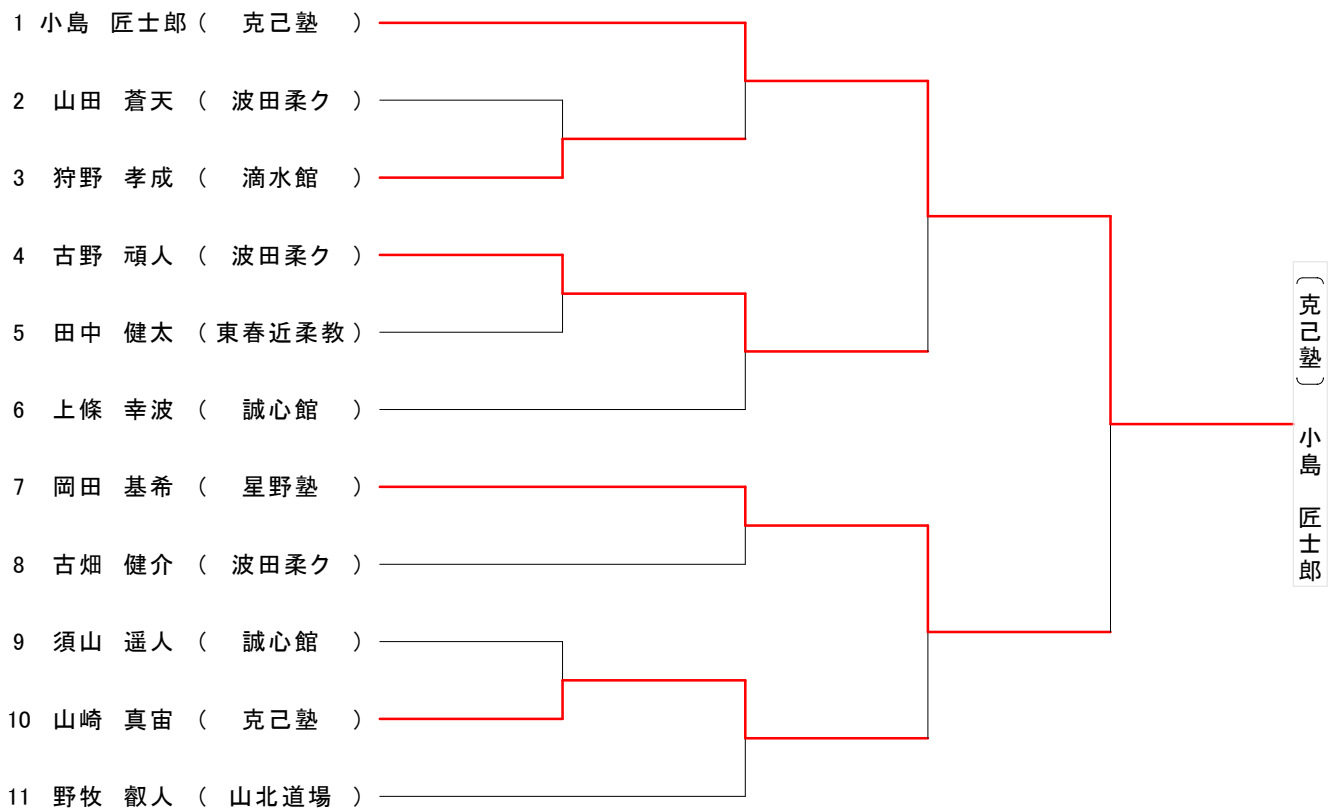 1 小島 匠士郎 ( 克己塾 )
2 山田 蒼天 ( 波田柔ク )
3 狩野 孝成 ( 滴水館 )
4 古野 頑人 ( 波田柔ク )
5 田中 健太 ( 東春近柔教 )
6 上條 幸波 ( 誠心館 )
7 岡田 基希 ( 星野塾 )
8 古畑 健介 ( 波田柔ク )
9 須山 遥人 ( 誠心館 )
10 山崎 真宙 ( 克己塾 )
11 野牧 叡人 ( 山北道場 )
(克己塾) 小島 匠士郎